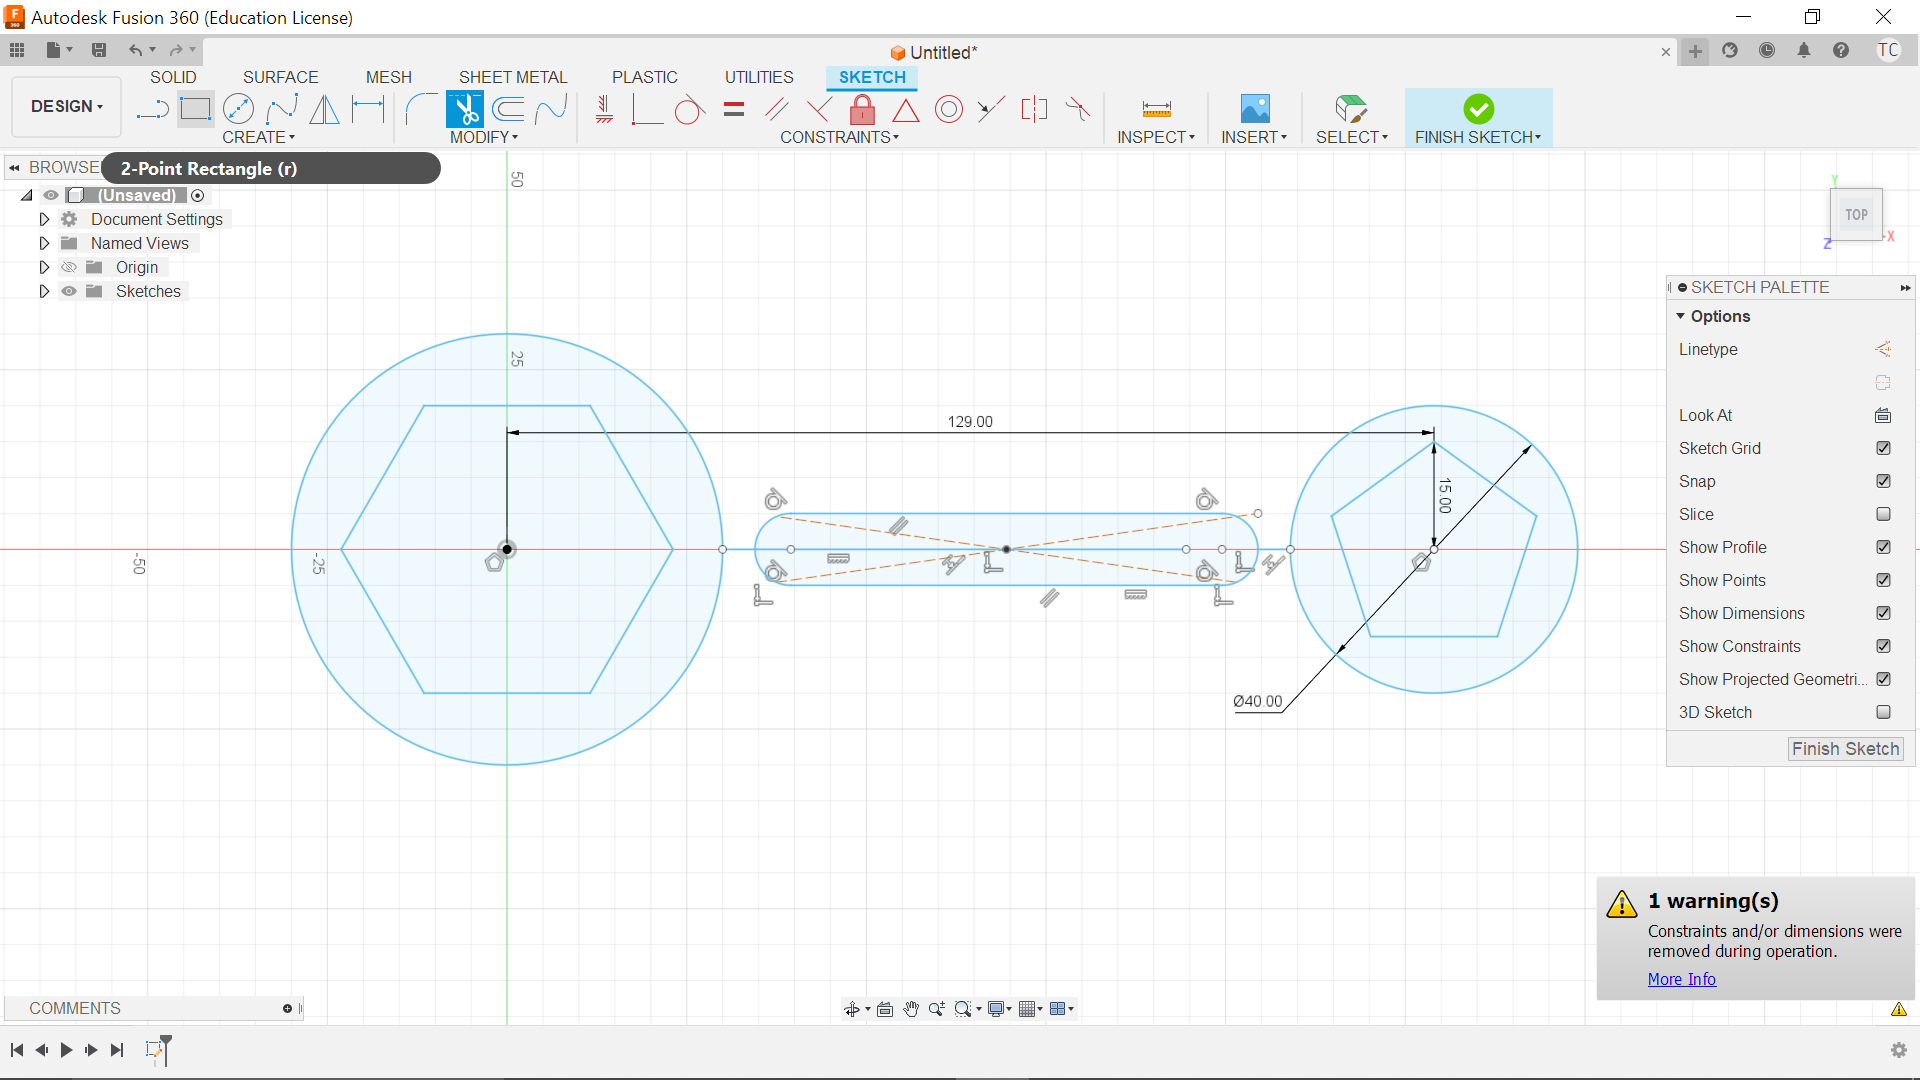 Autodesk Fusion 360 (Education License)
Untitled*
TC
DESIGN
SOLID
SURFACE
MESH
SHEET METAL
PLASTIC
UTILITIES
SKETCH
CREATE
MODIFY
CONSTRAINTS
INSPECT
INSERT
SELECT
FINISH SKETCH
BROWSE
2-Point Rectangle (r)
(Unsaved)
Document Settings
Named Views
Origin
Sketches
50
25
-50
-25
129.00
15.00
Ø40.00
Y
TOP
X
Z
SKETCH PALETTE
Options
Linetype
Look At
Sketch Grid
Snap
Slice
Show Profile
Show Points
Show Dimensions
Show Constraints
Show Projected Geometri...
3D Sketch
Finish Sketch
1 warning(s)
Constraints and/or dimensions were
removed during operation.
More Info
COMMENTS